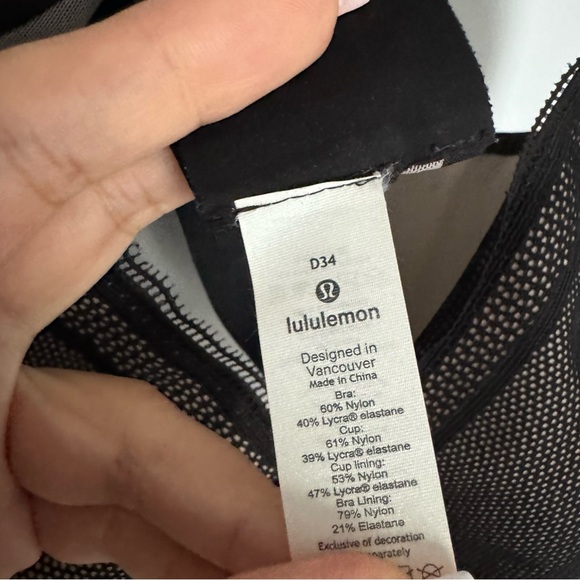 D34
lululemon
Designed in
Vancouver
Made in China
Bra:
60% Nylon
40% Lycra® elastane
Cup:
61% Nylon
39% Lycra® elastane
Cup lining:
53% Nylon
47% Lycra® elastane
Bra Lining:
79% Nylon
21% Elastane
Exclusive of decoration